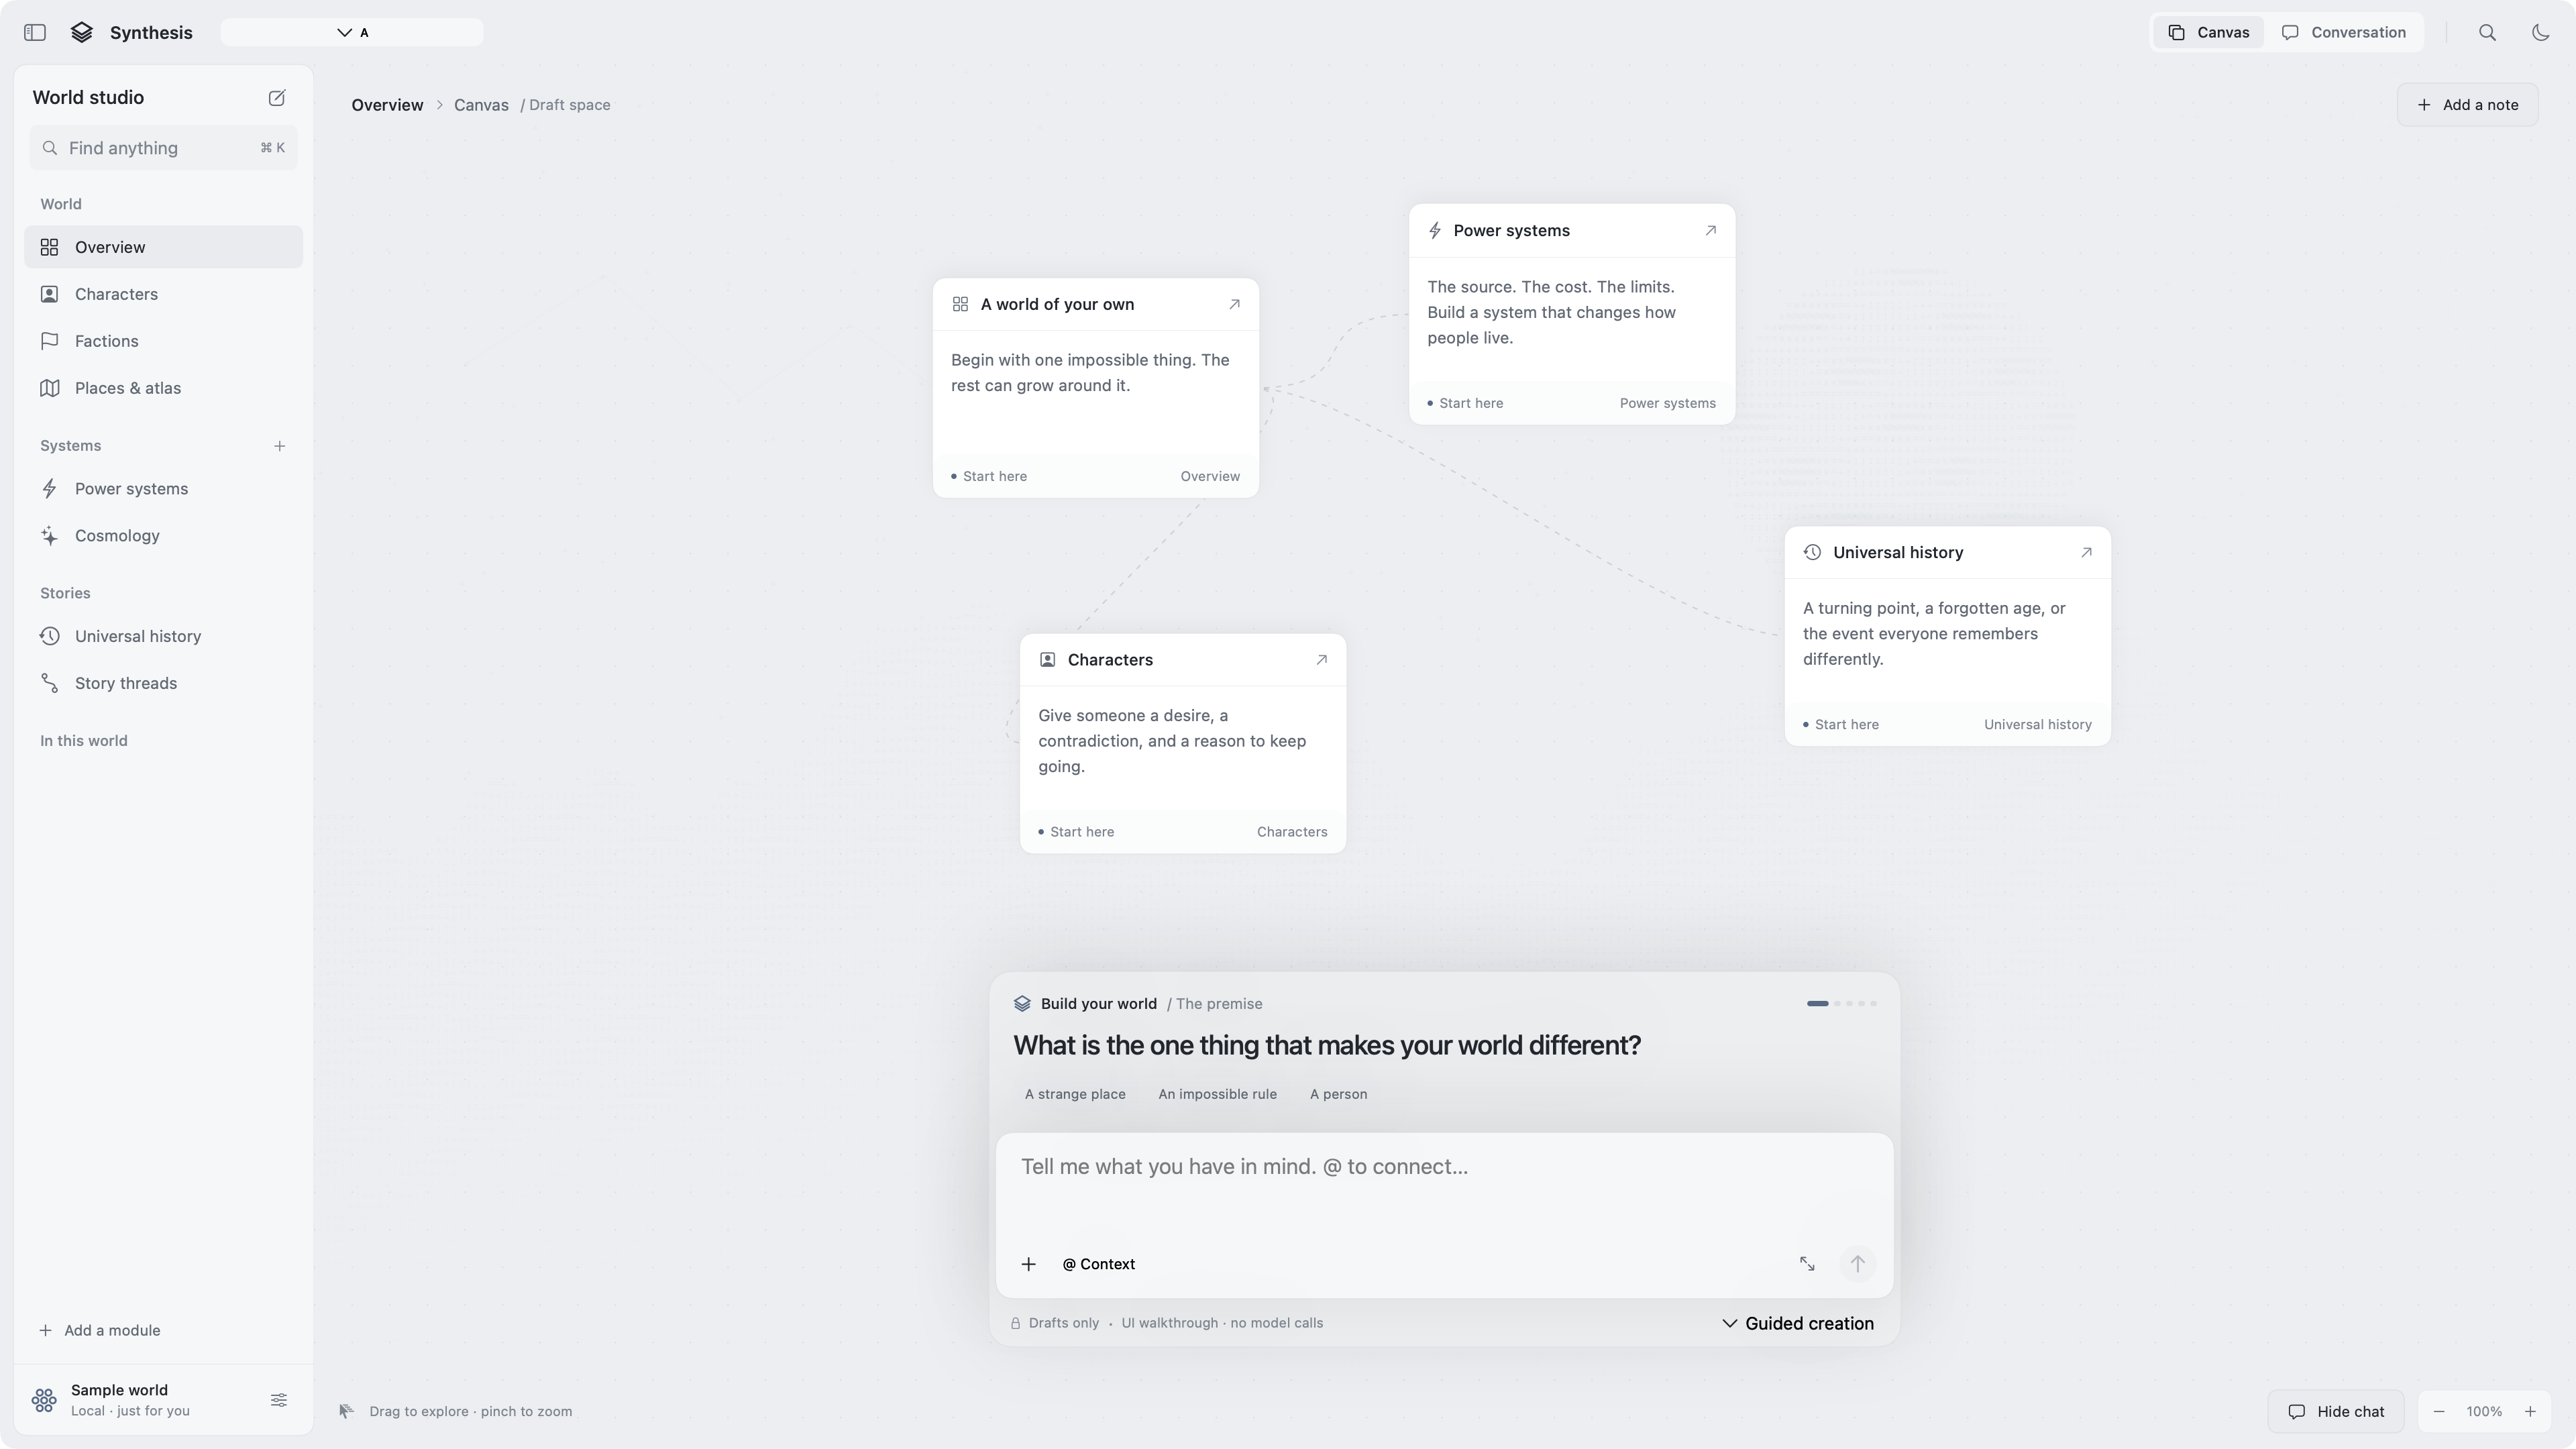 Synthesis
A
Canvas
Conversation
World studio
Find anything
⌘ K
World
Overview
Characters
Factions
Places & atlas
Systems
Power systems
Cosmology
Stories
Universal history
Story threads
In this world
Add a module
Sample world
Local · just for you
Overview > Canvas / Draft space
Add a note
A world of your own
Begin with one impossible thing. The
rest can grow around it.
Start here
Overview
Power systems
The source. The cost. The limits.
Build a system that changes how
people live.
Start here
Power systems
Universal history
A turning point, a forgotten age, or
the event everyone remembers
differently.
Start here
Universal history
Characters
Give someone a desire, a
contradiction, and a reason to keep
going.
Start here
Characters
Build your world / The premise
What is the one thing that makes your world different?
A strange place
An impossible rule
A person
Tell me what you have in mind. @ to connect...
@ Context
Drafts only · UI walkthrough · no model calls
Guided creation
Drag to explore · pinch to zoom
Hide chat
100%